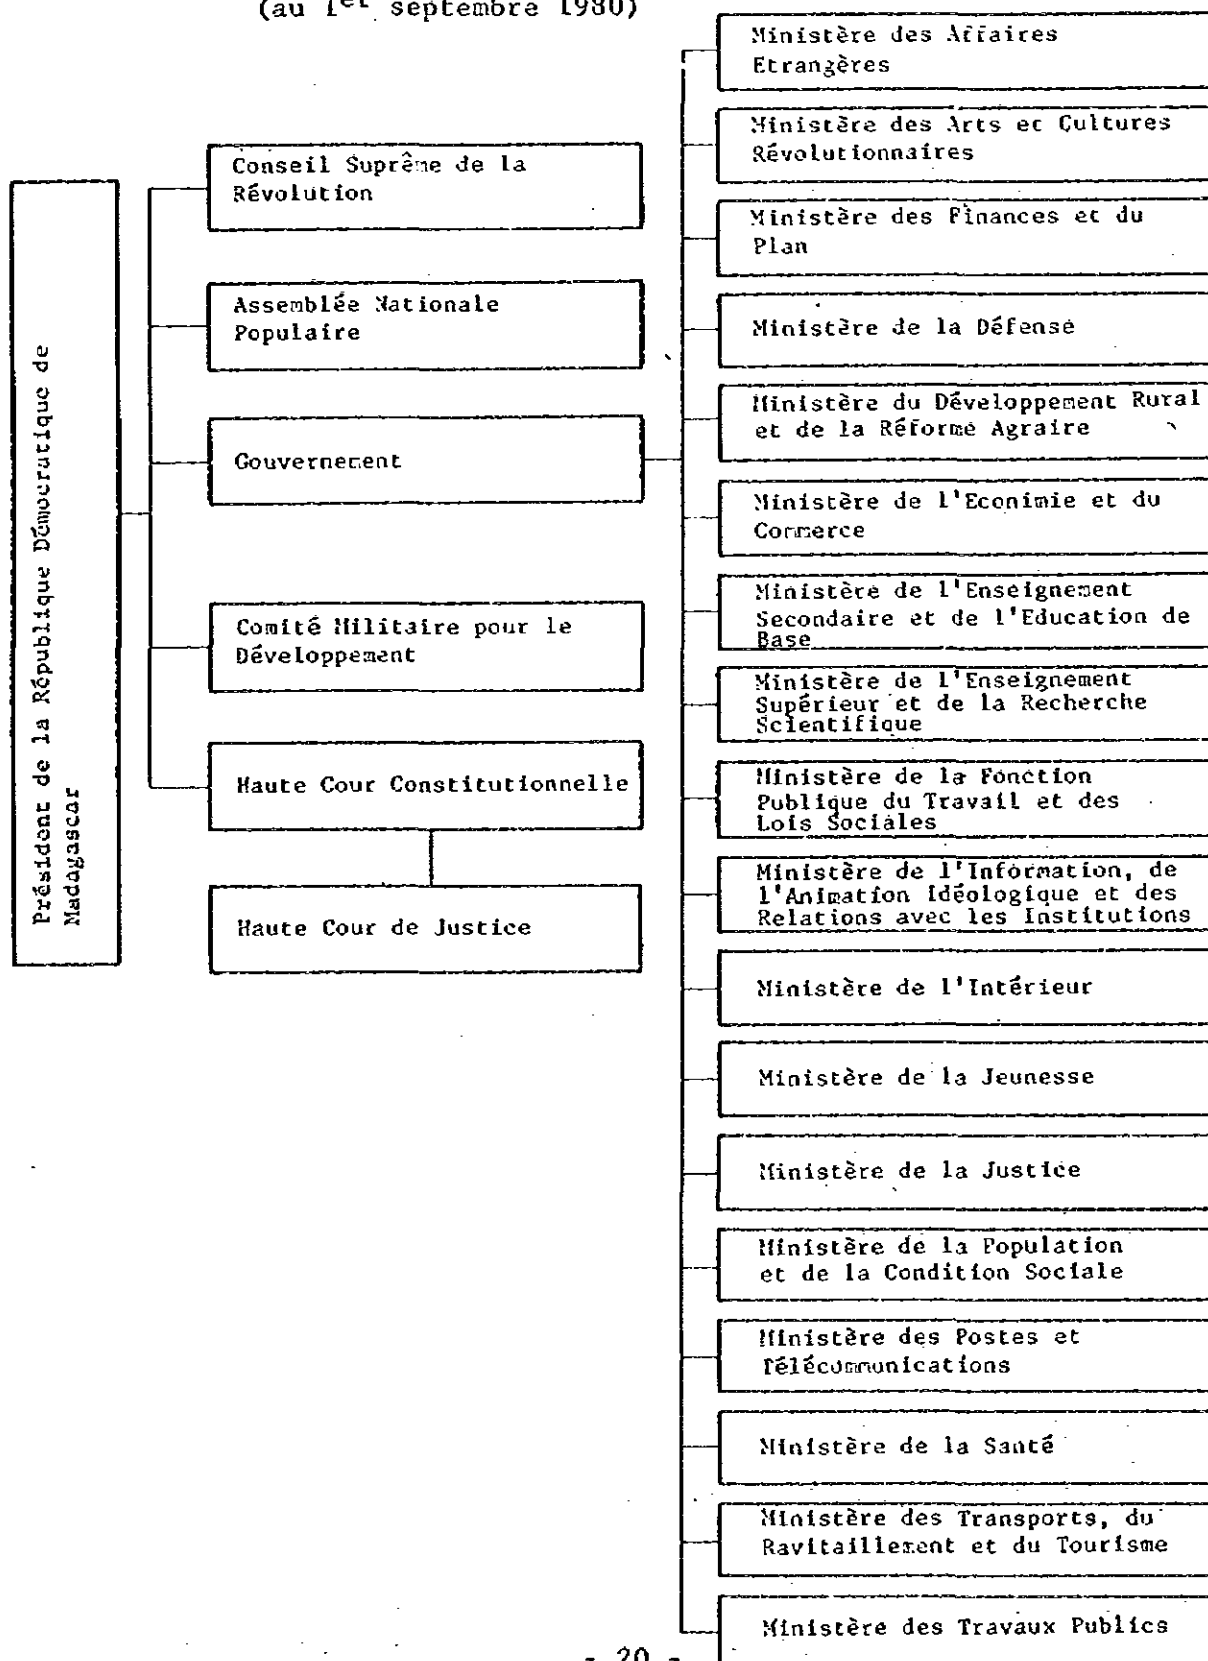 (au 1er septembre 1980)
Président de la République Démocratique de
Madagascar
Conseil Suprême de la
Révolution
Assemblée Nationale
Populaire
Gouvernement
Comité Militaire pour le
Développement
Haute Cour Constitutionnelle
Haute Cour de Justice
Ministère des Affaires
Etrangères
Ministère des Arts et Cultures
Révolutionnaires
Ministère des Finances et du
Plan
Ministère de la Défense
Ministère du Développement Rural
et de la Réforme Agraire
Ministère de l'Econimie et du
Commerce
Ministère de l'Enseignement
Secondaire et de l'Education de
Base
Ministère de l'Enseignement
Supérieur et de la Recherche
Scientifique
Ministère de la Fonction
Publique du Travail et des
Lois Sociales
Ministère de l'Information, de
l'Animation Idéologique et des
Relations avec les Institutions
Ministère de l'Intérieur
Ministère de la Jeunesse
Ministère de la Justice
Ministère de la Population
et de la Condition Sociale
Ministère des Postes et
Télécommunications
Ministère de la Santé
Ministère des Transports, du
Ravitaillement et du Tourisme
Ministère des Travaux Publics
- 20 -